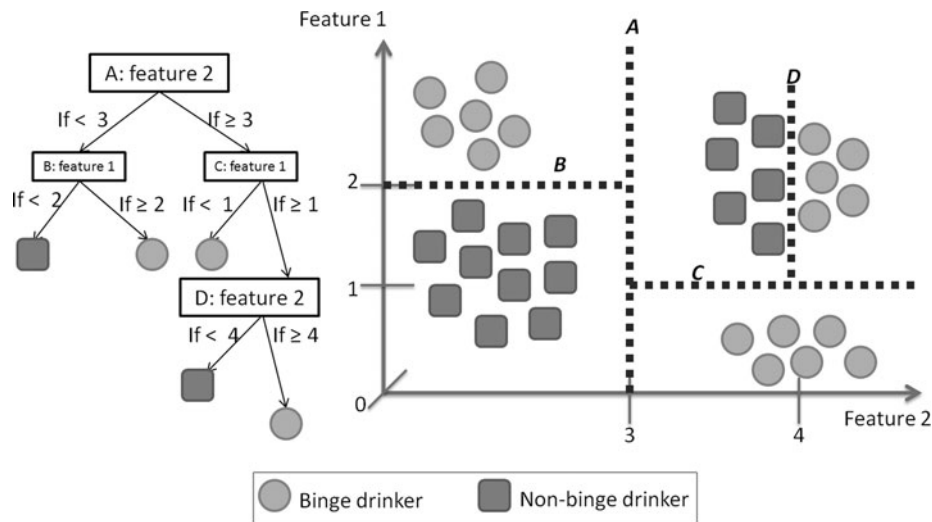 A: feature 2
If < 3
If ≥ 3
B: feature 1
C: feature 1
If < 2
If ≥ 2
If < 1
If ≥ 1
D: feature 2
If < 4
If ≥ 4
Feature 1
A
D
B
2
C
1
0
3
4
Feature 2
Binge drinker
Non-binge drinker